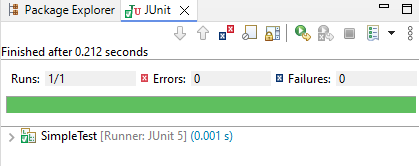 Package Explorer JUnit
Finished after 0.212 seconds
Runs: 1/1 Errors: 0 Failures: 0
SimpleTest [Runner: JUnit 5] (0.001 s)